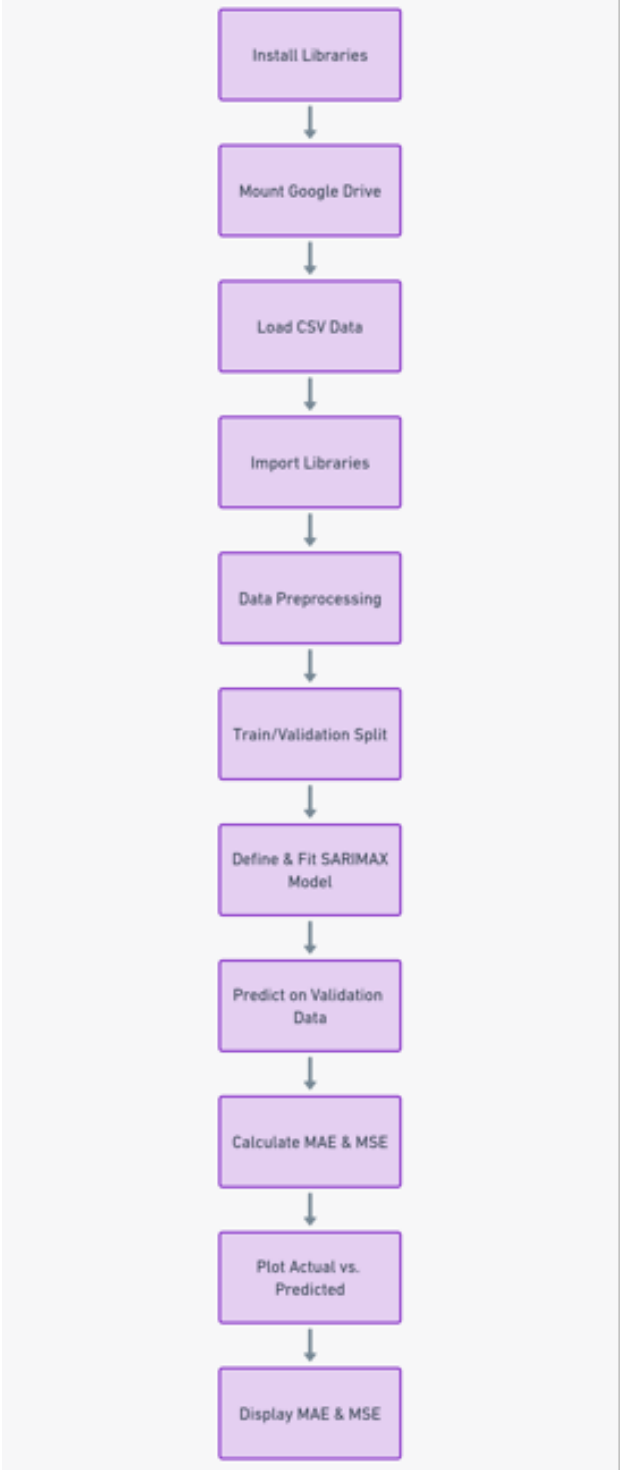 Install Libraries
Mount Google Drive
Load CSV Data
Import Libraries
Data Preprocessing
Train/Validation Split
Define & Fit SARIMAX
Model
Predict on Validation
Data
Calculate MAE & MSE
Plot Actual vs.
Predicted
Display MAE & MSE